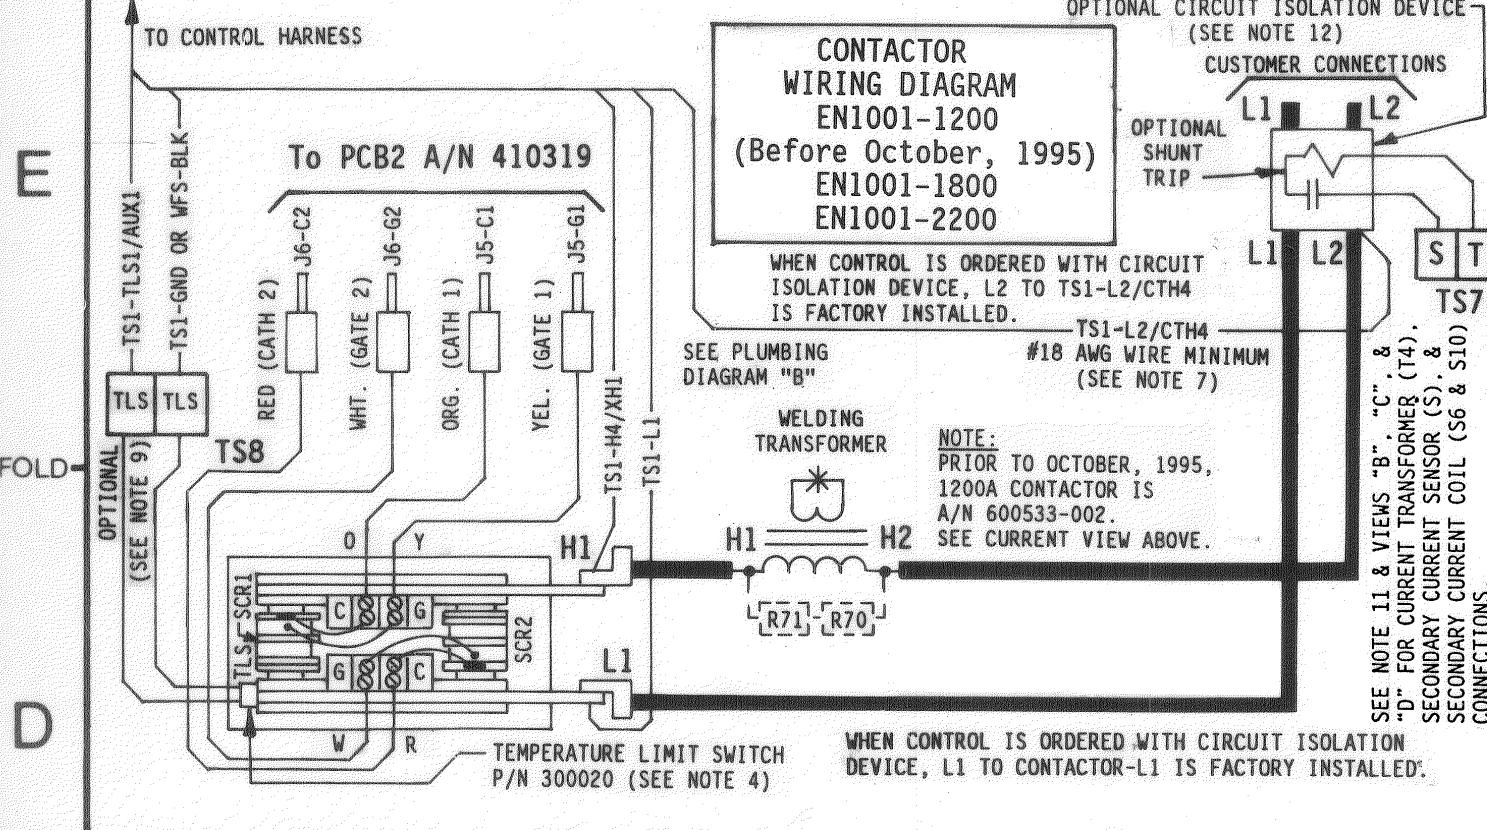 OPTIONAL CIRCUIT ISOLATION DEVICE
(SEE NOTE 12)
CUSTOMER CONNECTIONS
L1
L2
TO CONTROL HARNESS
CONTACTOR
WIRING DIAGRAM
EN1001-1200
(Before October, 1995)
EN1001-1800
EN1001-2200
OPTIONAL
SHUNT
TRIP
E
To PCB2 A/N 410319
TS1-TLS1/AUX1
TS1-GND OR WFS-BLK
J6-C2
J6-G2
J5-C1
J5-G1
RED (CATH 2)
WHT. (GATE 2)
ORG. (CATH 1)
YEL. (GATE 1)
L1
L2
S
T
TS7
WHEN CONTROL IS ORDERED WITH CIRCUIT
ISOLATION DEVICE, L2 TO TS1-L2/CTH4
IS FACTORY INSTALLED.
TS1-L2/CTH4
#18 AWG WIRE MINIMUM
(SEE NOTE 7)
SEE PLUMBING
DIAGRAM "B"
TLS
TLS
TS8
FOLD
OPTIONAL
(SEE NOTE 9)
TS1-H4/XH1
TS1-L1
WELDING
TRANSFORMER
NOTE:
PRIOR TO OCTOBER, 1995,
1200A CONTACTOR IS
A/N 600533-002.
SEE CURRENT VIEW ABOVE.
H1
H2
R71
R70
O
Y
H1
SCR1
C
G
TLS
G
C
SCR2
L1
W
R
D
TEMPERATURE LIMIT SWITCH
P/N 300020 (SEE NOTE 4)
WHEN CONTROL IS ORDERED WITH CIRCUIT ISOLATION
DEVICE, L1 TO CONTACTOR-L1 IS FACTORY INSTALLED.
SEE NOTE 11 & VIEWS "B", "C", &
"D" FOR CURRENT TRANSFORMER (T4),
SECONDARY CURRENT SENSOR (S), &
SECONDARY CURRENT COIL (S6 & S10)
CONNECTIONS.